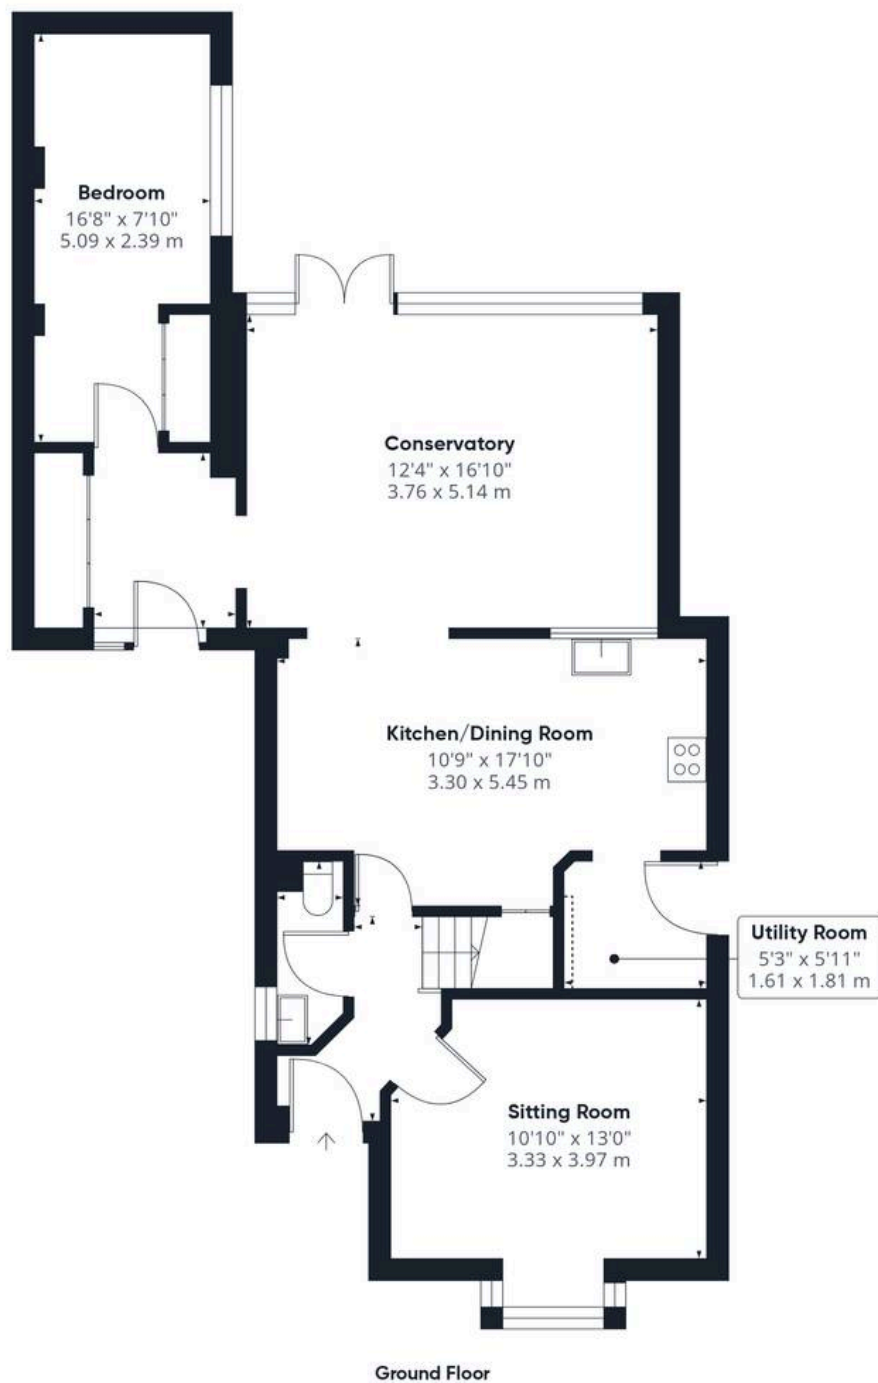 Bedroom
16'8" x 7'10"
5.09 x 2.39 m
Conservatory
12'4" x 16'10"
3.76 x 5.14 m
Kitchen/Dining Room
10'9" x 17'10"
3.30 x 5.45 m
Utility Room
5'3" x 5'11"
1.61 x 1.81 m
Sitting Room
10'10" x 13'0"
3.33 x 3.97 m
Ground Floor